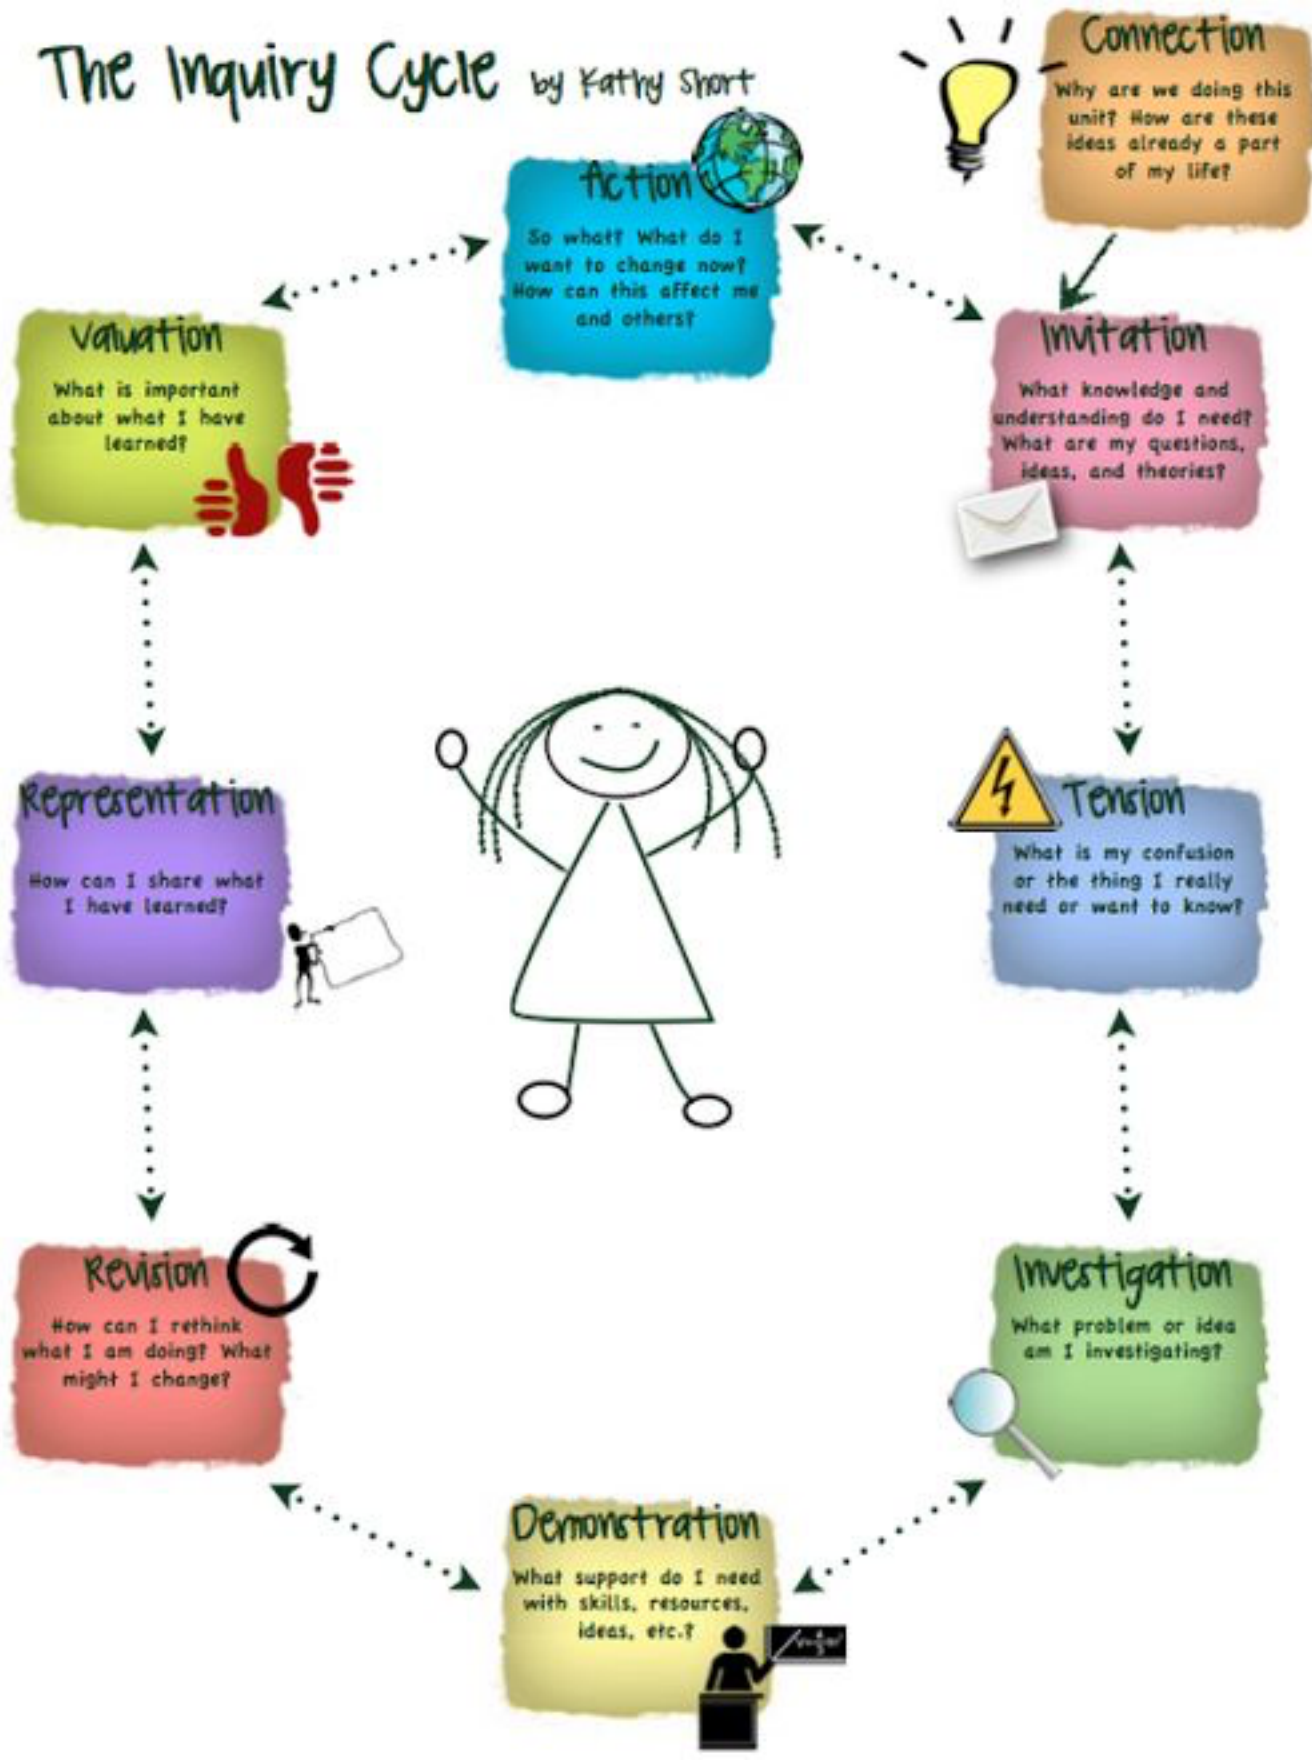 The Inquiry Cycle by Kathy Short
Connection
Why are we doing this
unit? How are these
ideas already a part
of my life?
Action
So what? What do I
want to change now?
How can this affect me
and others?
Invitation
What knowledge and
understanding do I need?
What are my questions,
ideas, and theories?
Valuation
What is important
about what I have
learned?
Tension
What is my confusion
or the thing I really
need or want to know?
Representation
How can I share what
I have learned?
Investigation
What problem or idea
am I investigating?
Revision
How can I rethink
what I am doing? What
might I change?
Demonstration
What support do I need
with skills, resources,
ideas, etc.?